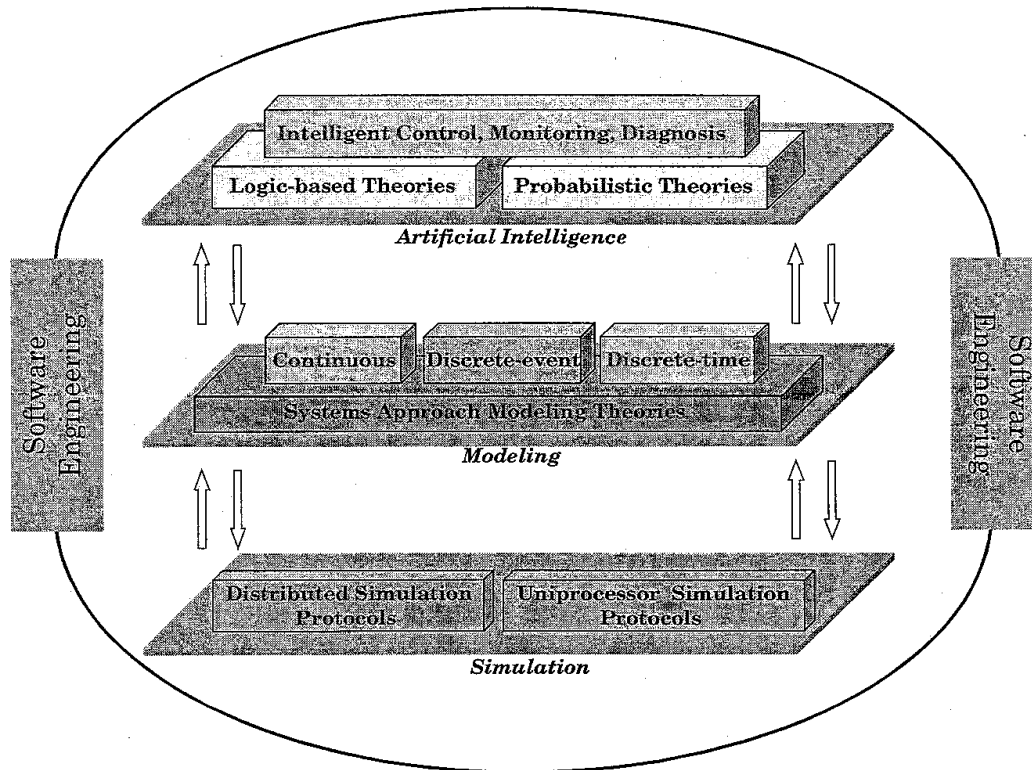 Intelligent Control, Monitoring, Diagnosis
Logic-based Theories
Probabilistic Theories
Artificial Intelligence
Software
Engineering
Continuous
Discrete-event
Discrete-time
Systems Approach Modeling Theories
Modeling
Software
Engineering
Distributed Simulation
Protocols
Uniprocessor Simulation
Protocols
Simulation